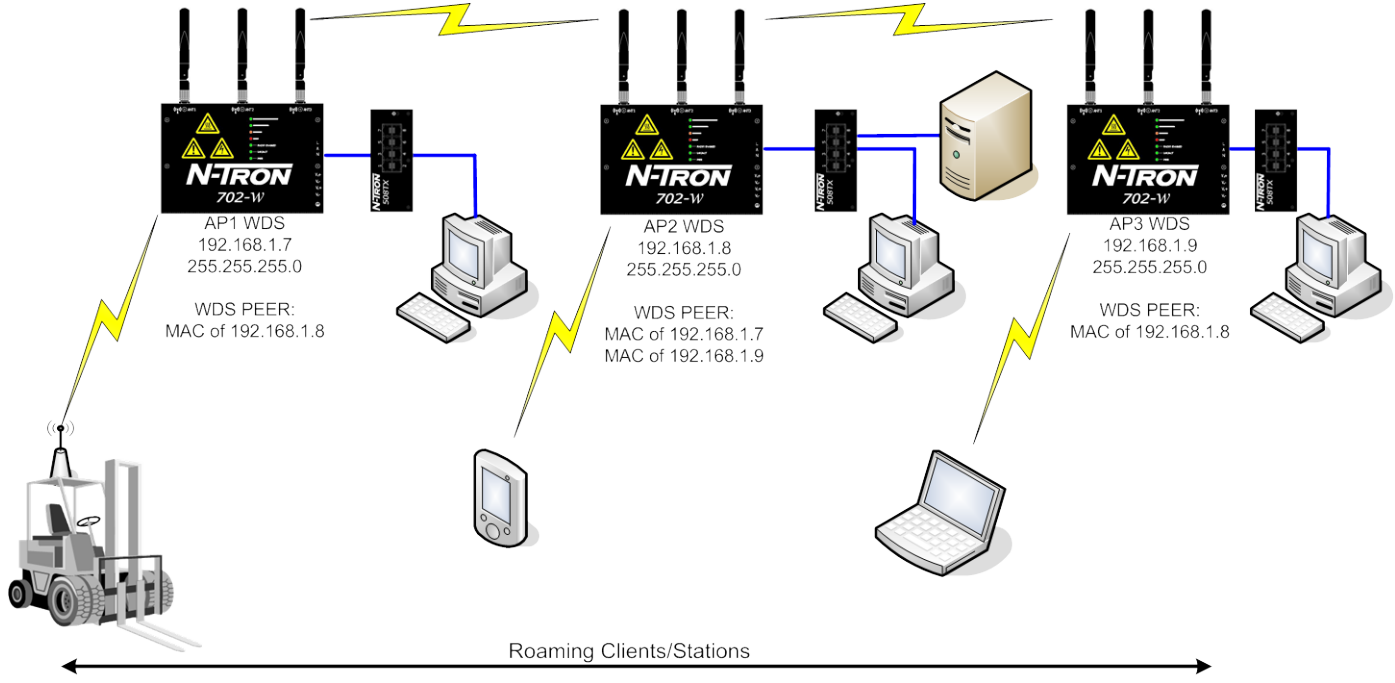 N-TRON
702-W
508TX
AP1 WDS
192.168.1.7
255.255.255.0
WDS PEER:
MAC of 192.168.1.8
N-TRON
702-W
508TX
AP2 WDS
192.168.1.8
255.255.255.0
WDS PEER:
MAC of 192.168.1.7
MAC of 192.168.1.9
N-TRON
702-W
508TX
AP3 WDS
192.168.1.9
255.255.255.0
WDS PEER:
MAC of 192.168.1.8
Roaming Clients/Stations